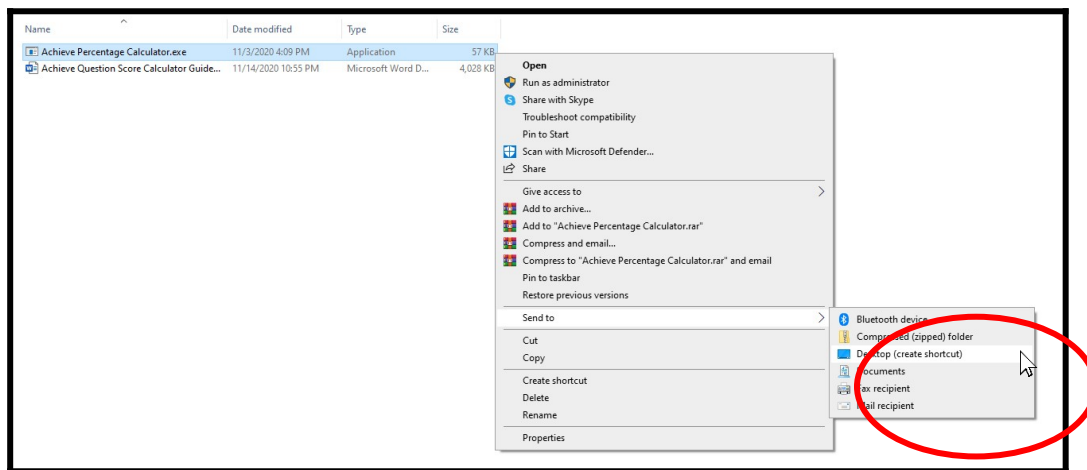 Name Date modified Type Size
Achieve Percentage Calculator.exe 11/3/2020 4:09 PM Application 57 KB
Achieve Question Score Calculator Guide... 11/14/2020 10:55 PM Microsoft Word D... 4,028 KB
Open
Run as administrator
Share with Skype
Troubleshoot compatibility
Pin to Start
Scan with Microsoft Defender...
Share
Give access to
Add to archive...
Add to "Achieve Percentage Calculator.rar"
Compress and email...
Compress to "Achieve Percentage Calculator.rar" and email
Pin to taskbar
Restore previous versions
Send to
Cut
Copy
Create shortcut
Delete
Rename
Properties
Bluetooth device
Compressed (zipped) folder
Desktop (create shortcut)
Documents
Fax recipient
Mail recipient